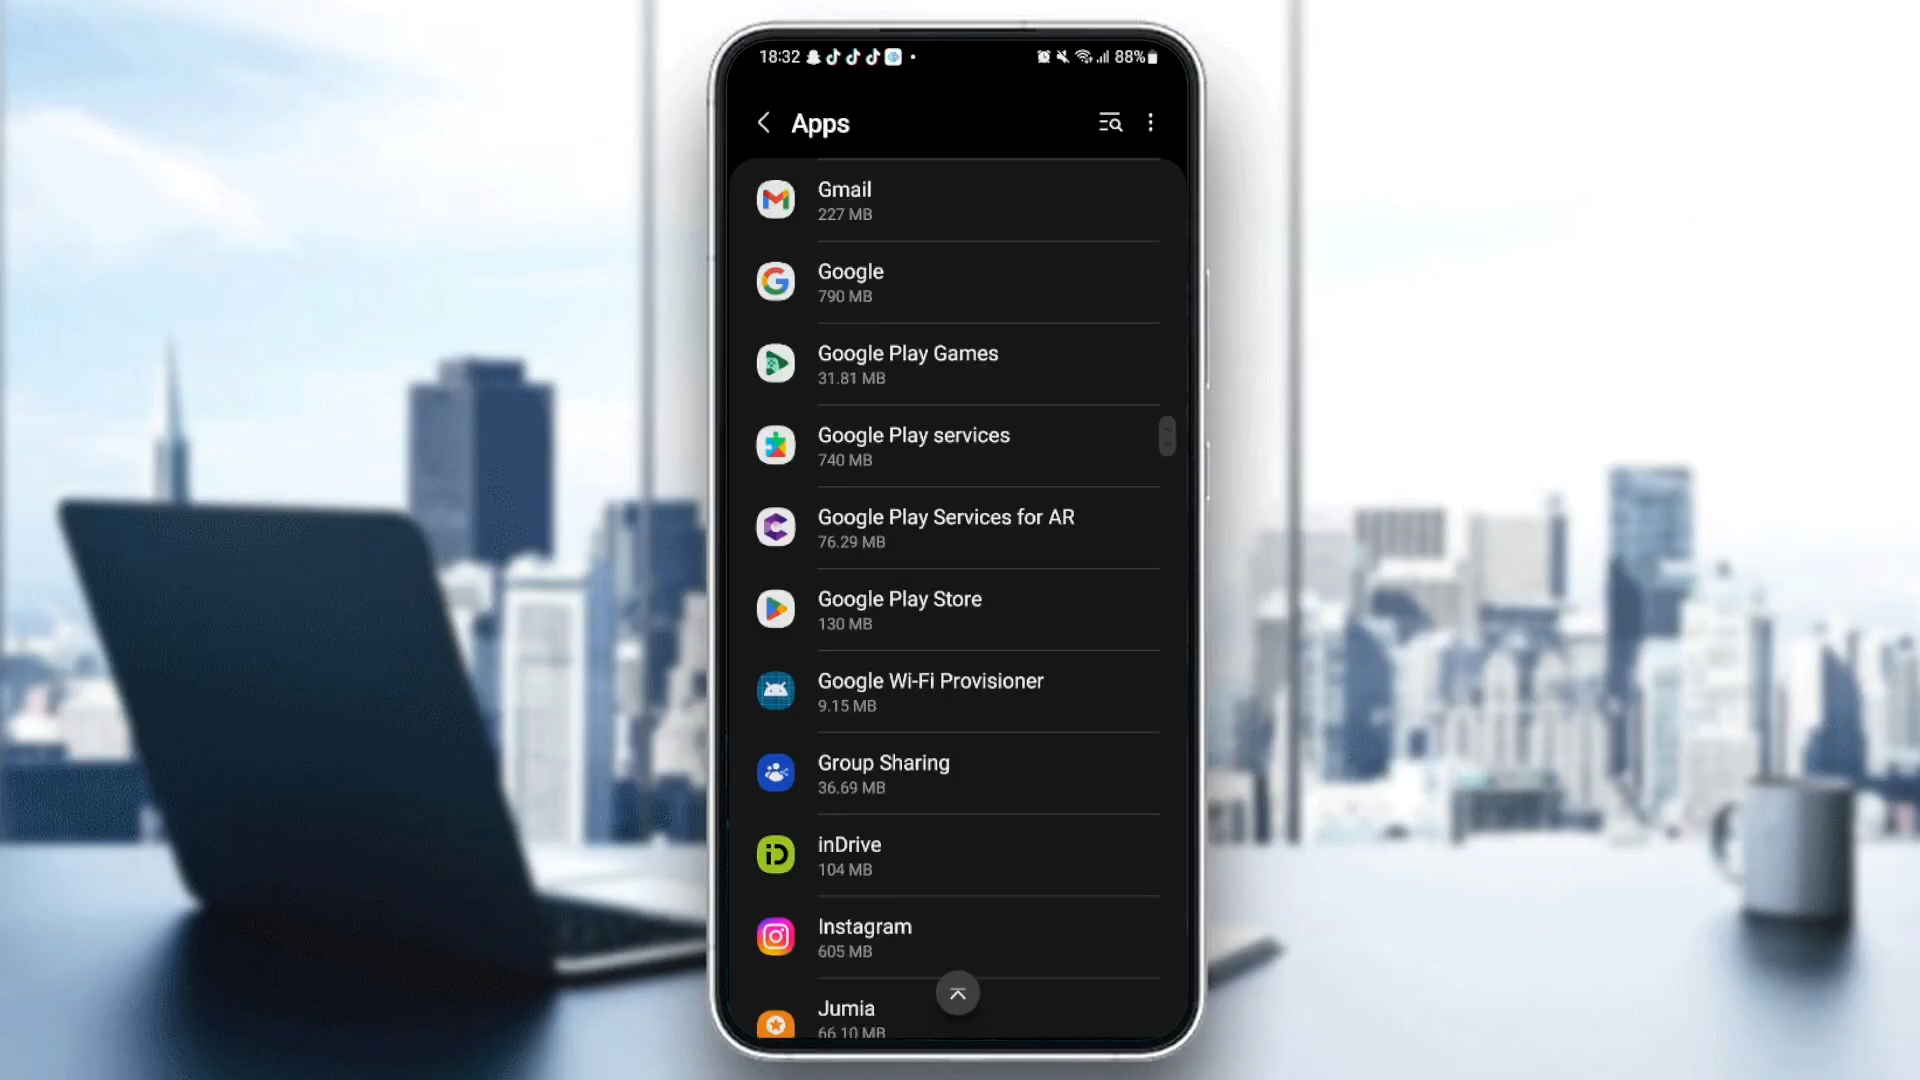 18:32
88%
Apps
Gmail
227 MB
Google
790 MB
Google Play Games
31.81 MB
Google Play services
740 MB
Google Play Services for AR
76.29 MB
Google Play Store
130 MB
Google Wi-Fi Provisioner
9.15 MB
Group Sharing
36.69 MB
inDrive
104 MB
Instagram
605 MB
Jumia
66.10 MB